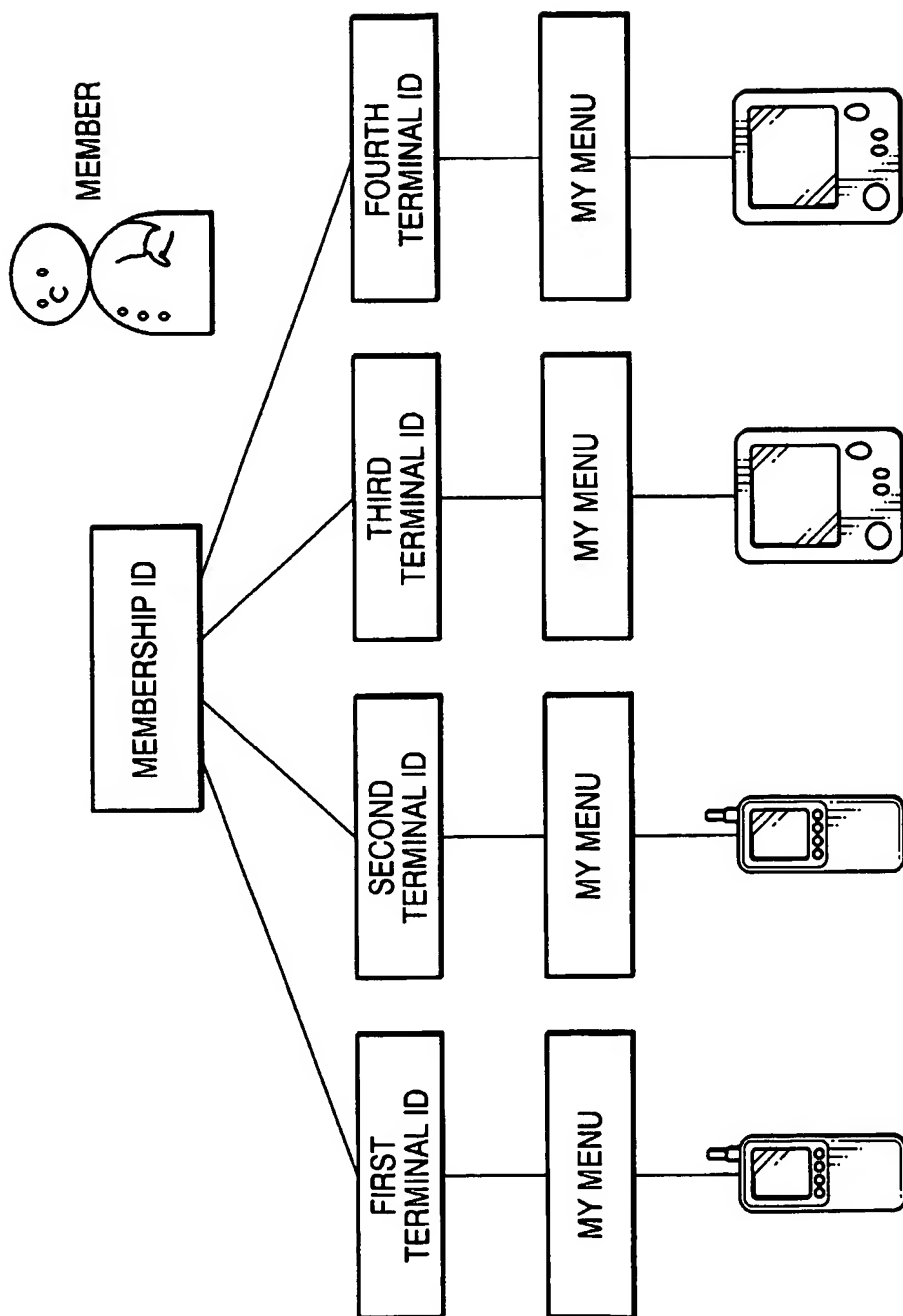 MEMBER
MEMBERSHIP ID
FIRST
TERMINAL ID
SECOND
TERMINAL ID
THIRD
TERMINAL ID
FOURTH
TERMINAL ID
MY MENU
MY MENU
MY MENU
MY MENU